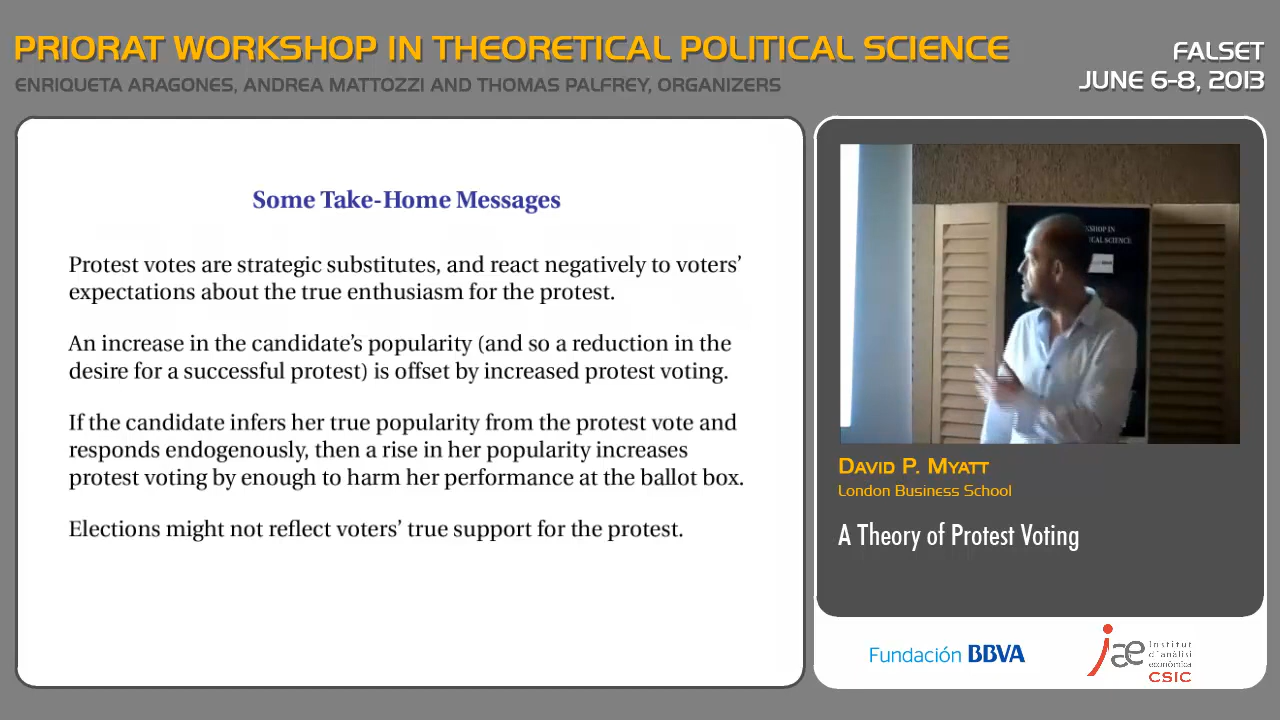 PRIORAT WORKSHOP IN THEORETICAL POLITICAL SCIENCE
ENRIQUETA ARAGONES, ANDREA MATTOZZI AND THOMAS PALFREY, ORGANIZERS
FALSET
JUNE 6-8, 2013
Some Take-Home Messages
Protest votes are strategic substitutes, and react negatively to voters'
expectations about the true enthusiasm for the protest.
An increase in the candidate's popularity (and so a reduction in the
desire for a successful protest) is offset by increased protest voting.
If the candidate infers her true popularity from the protest vote and
responds endogenously, then a rise in her popularity increases
protest voting by enough to harm her performance at the ballot box.
Elections might not reflect voters' true support for the protest.
DAVID P. MYATT
London Business School
A Theory of Protest Voting
Fundación BBVA
iae Institut
d'anàlisi
econòmica
CSIC